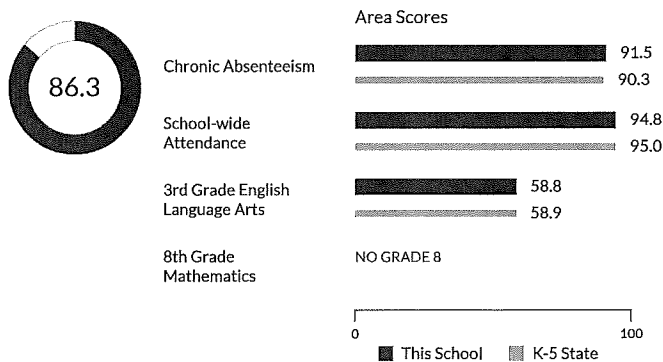 Area Scores
86.3
Chronic Absenteeism
91.5
90.3
School-wide
Attendance
94.8
95.0
3rd Grade English
Language Arts
58.8
58.9
8th Grade
Mathematics
NO GRADE 8
0
100
This School
K-5 State